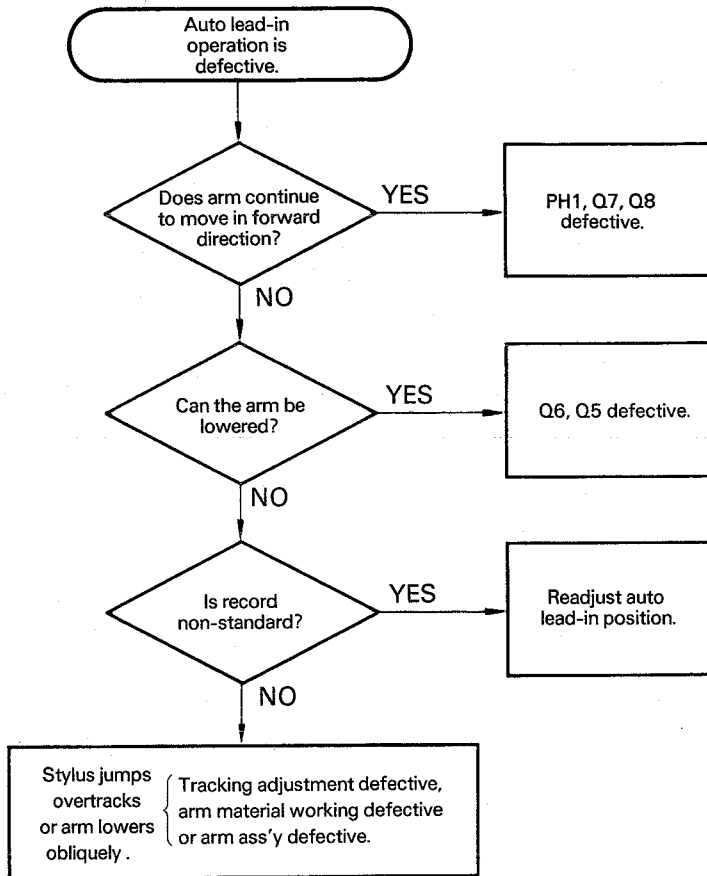 Auto lead-in
operation is
defective.
Does arm continue
to move in forward
direction?
YES
PH1, Q7, Q8
defective.
NO
Can the arm be
lowered?
YES
Q6, Q5 defective.
NO
Is record
non-standard?
YES
Readjust auto
lead-in position.
NO
Stylus jumps
overtracks
or arm lowers
obliquely.
Tracking adjustment defective,
arm material working defective
or arm ass'y defective.